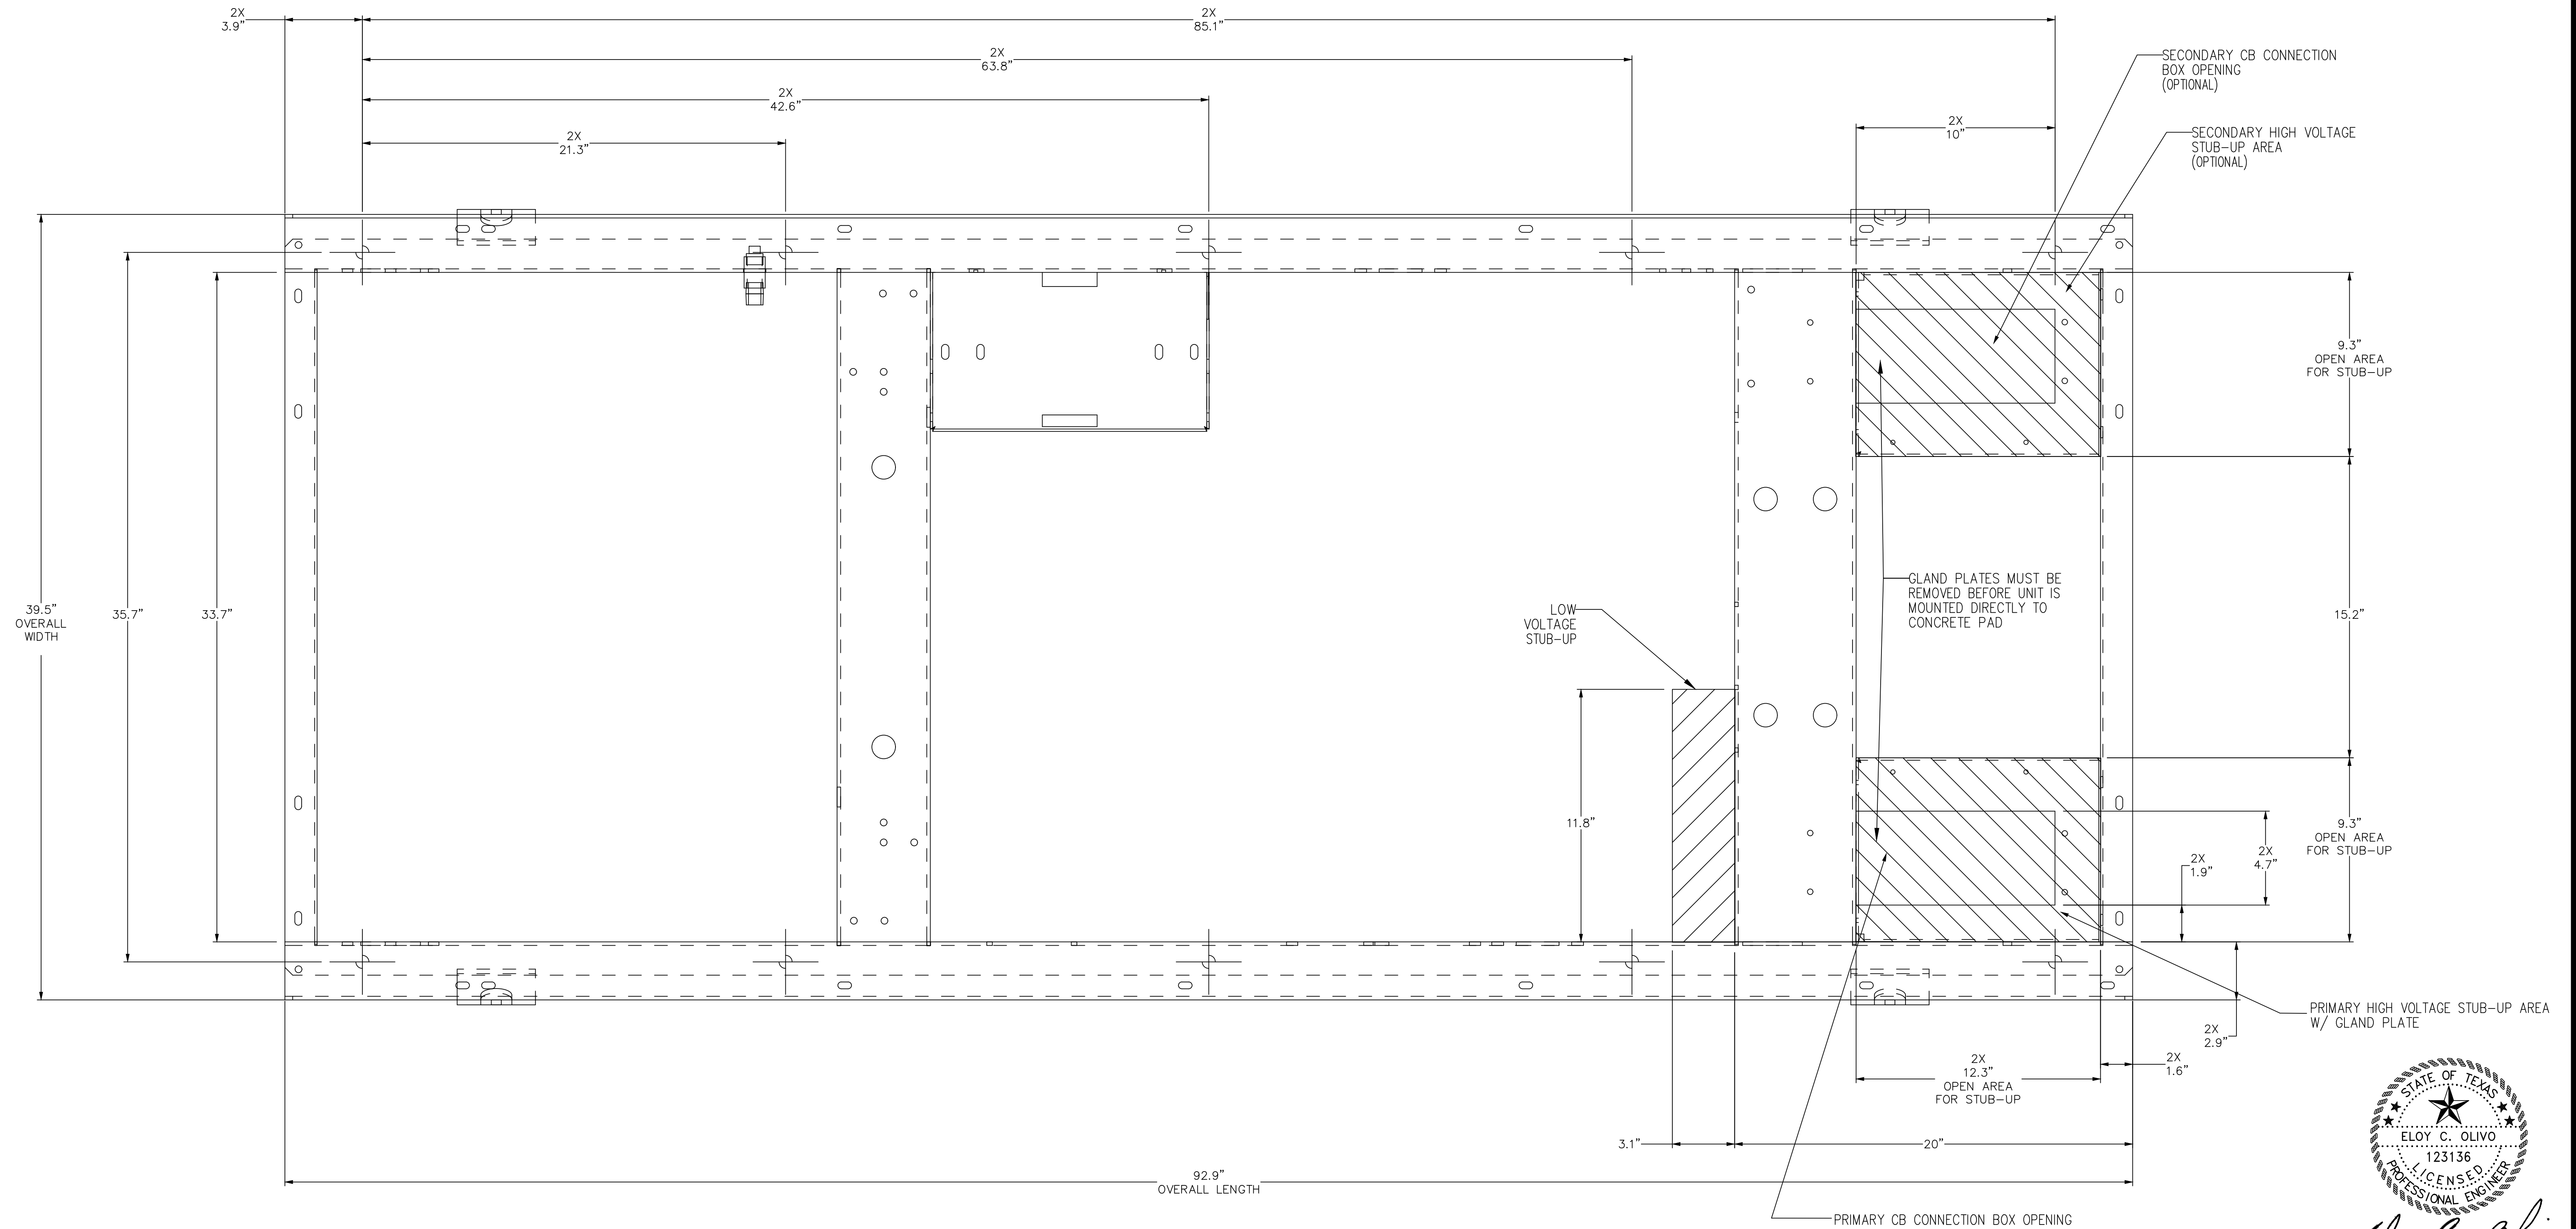 2X
3.9"
2X
85.1"
2X
63.8"
2X
42.6"
2X
21.3"
2X
10"
SECONDARY CB CONNECTION
BOX OPENING
(OPTIONAL)
SECONDARY HIGH VOLTAGE
STUB-UP AREA
(OPTIONAL)
9.3"
OPEN AREA
FOR STUB-UP
39.5"
OVERALL
WIDTH
35.7"
33.7"
LOW
VOLTAGE
STUB-UP
GLAND PLATES MUST BE
REMOVED BEFORE UNIT IS
MOUNTED DIRECTLY TO
CONCRETE PAD
15.2"
11.8"
9.3"
OPEN AREA
FOR STUB-UP
2X
4.7"
2X
1.9"
PRIMARY HIGH VOLTAGE STUB-UP AREA
W/ GLAND PLATE
2X
2.9"
2X
12.3"
OPEN AREA
FOR STUB-UP
2X
1.6"
3.1"
20"
92.9"
OVERALL LENGTH
PRIMARY CB CONNECTION BOX OPENING
STATE OF TEXAS
ELOY C. OLIVO
123136
LICENSED
PROFESSIONAL ENGINEER